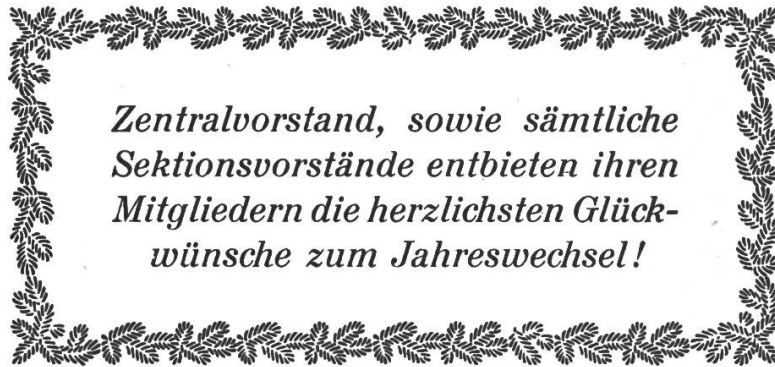 Zentralvorstand, sowie sämtliche
Sektionsvorstände entbieten ihren
Mitgliedern die herzlichsten Glück-
wünsche zum Jahreswechsel!